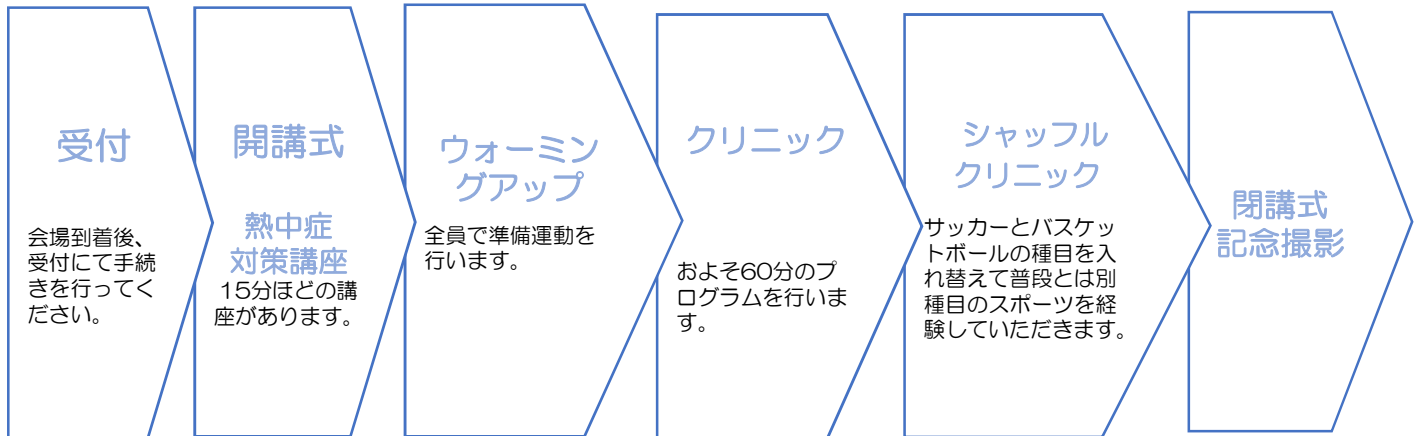 受付
会場到着後、
受付にて手続
きを行ってく
ださい。
開講式
熱中症
対策講座
15分ほどの講
座があります。
ウォーミン
グアップ
全員で準備運動を
行います。
クリニック
およそ60分のプ
ログラムを行いま
す。
シャッフル
クリニック
サッカーとバスケッ
トボールの種目を入
れ替えて普段とは別
種目のスポーツを経
験していただきます。
閉講式
記念撮影